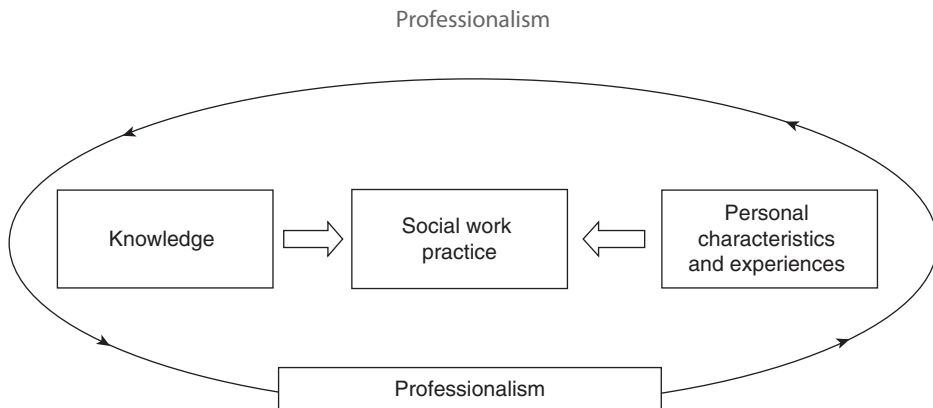 Professionalism
Knowledge
Social work
practice
Personal
characteristics
and experiences
Professionalism